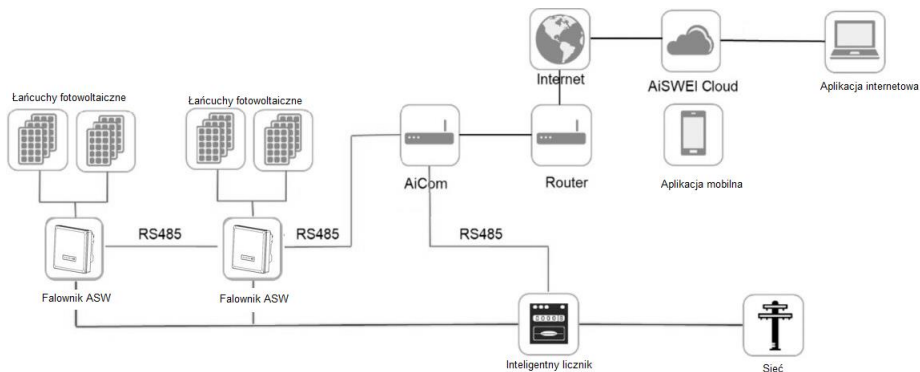 Internet
AiSWEI Cloud
Aplikacja internetowa
Łańcuchy fotowoltaiczne
Łańcuchy fotowoltaiczne
AiCom
Router
Aplikacja mobilna
RS485
RS485
RS485
Falownik ASW
Falownik ASW
Inteligentny licznik
Sieć